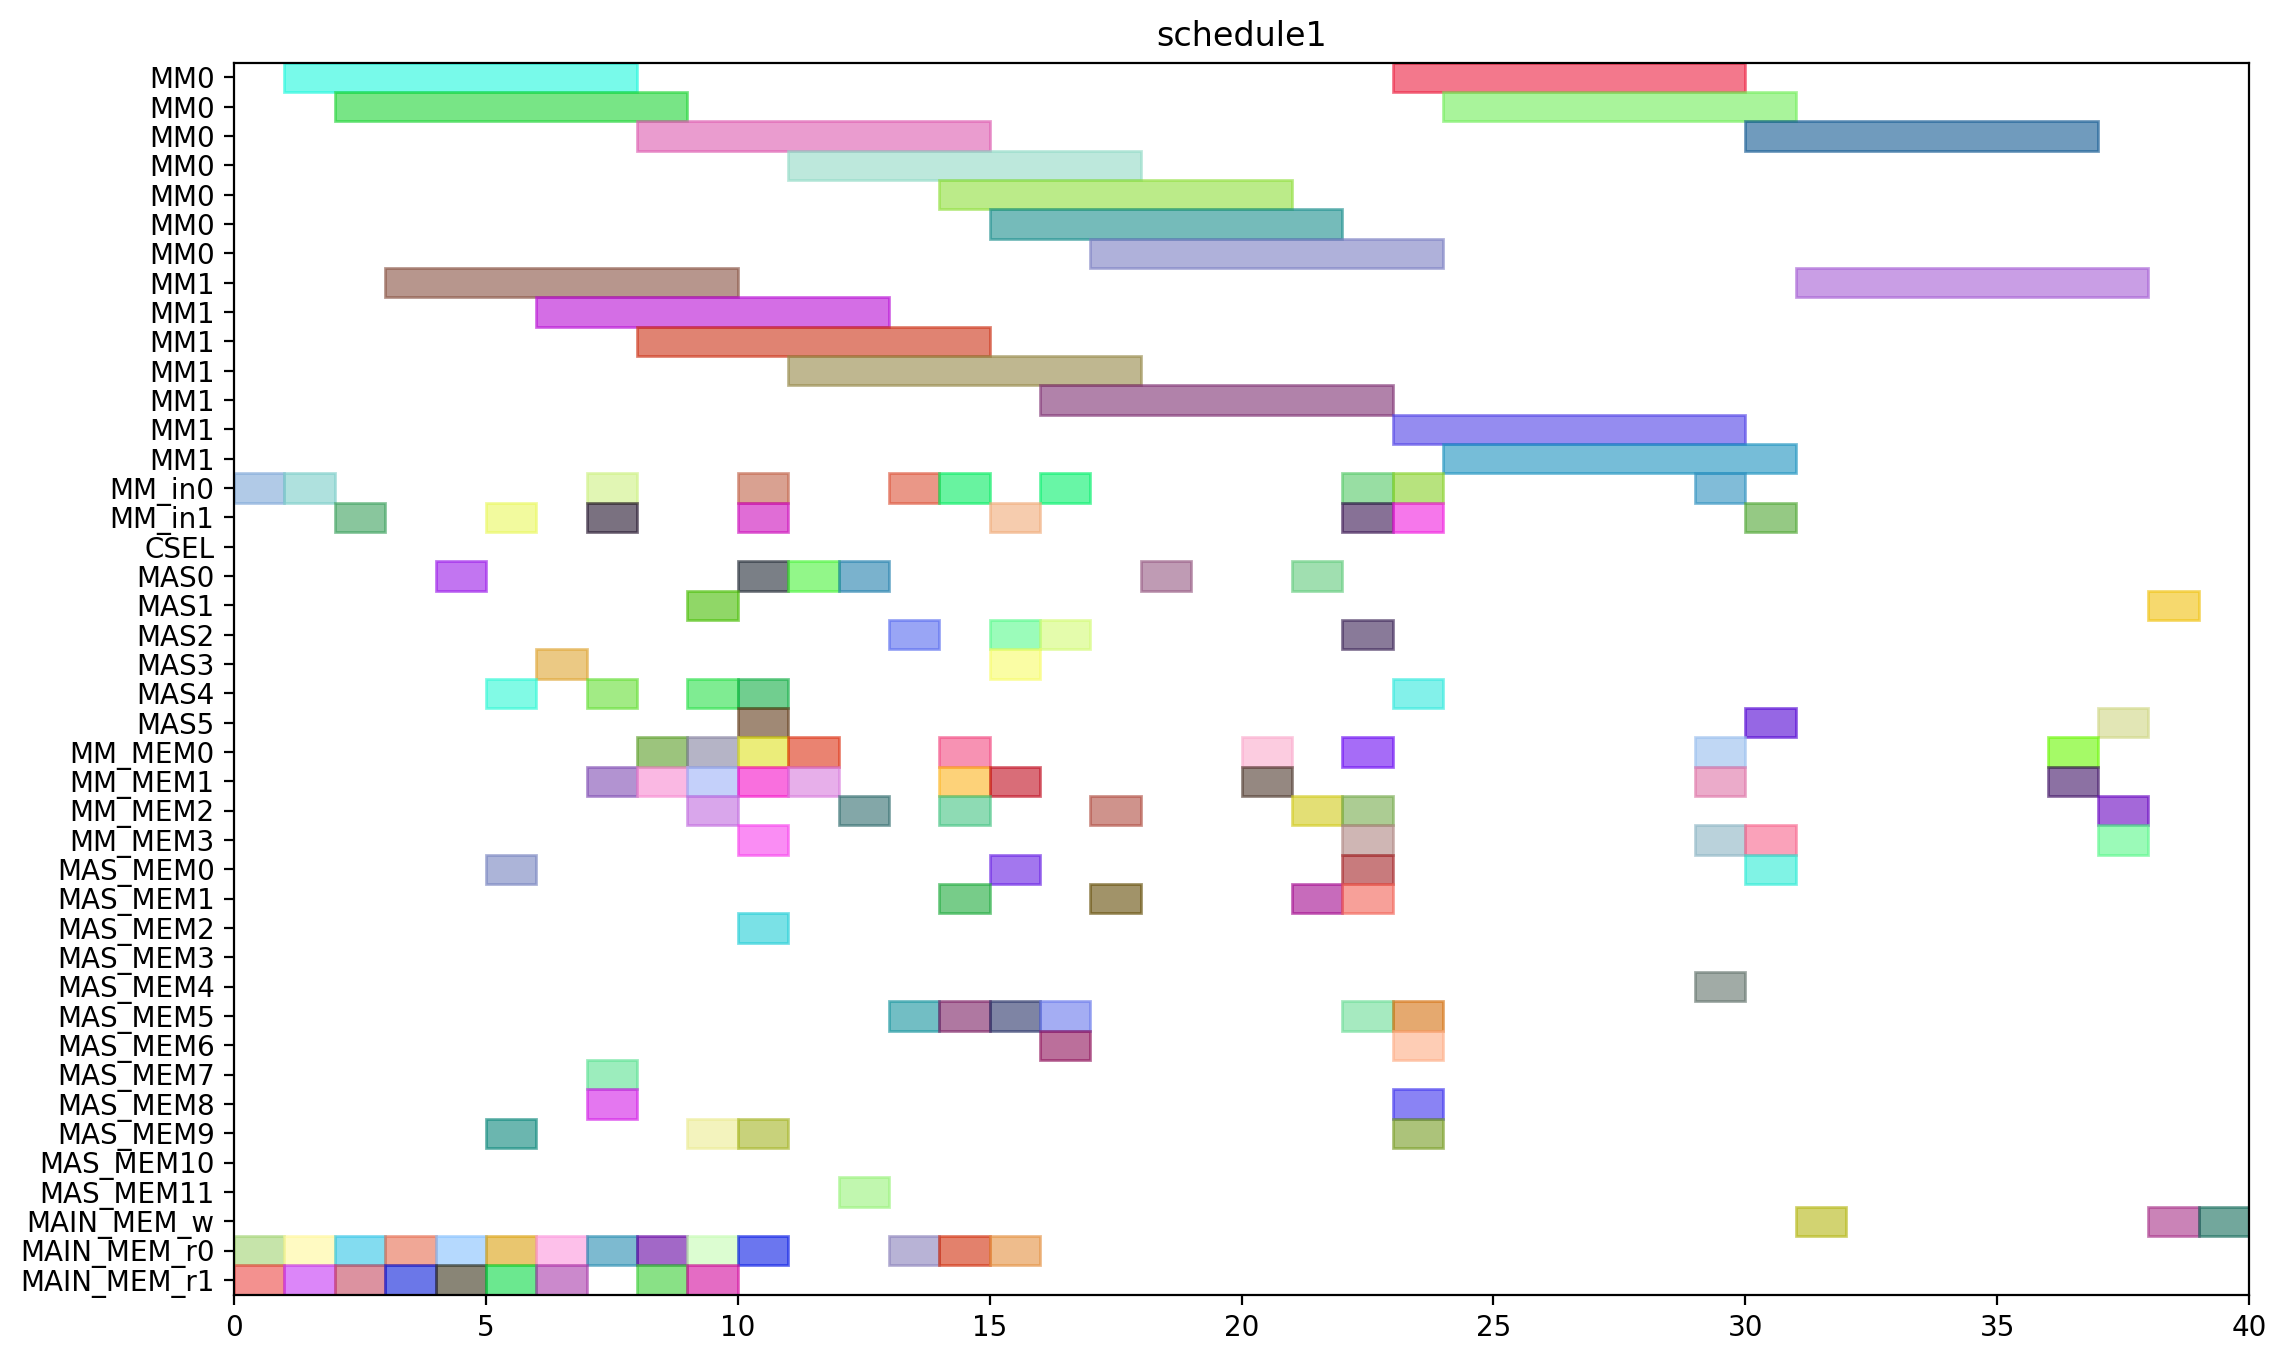 schedule1
MM0
MM0
MM0
MM0
MM0
MM0
MM0
MM1
MM1
MM1
MM1
MM1
MM1
MM1
MM_in0
MM_in1
CSEL
MAS0
MAS1
MAS2
MAS3
MAS4
MAS5
MM_MEM0
MM_MEM1
MM_MEM2
MM_MEM3
MAS_MEM0
MAS_MEM1
MAS_MEM2
MAS_MEM3
MAS_MEM4
MAS_MEM5
MAS_MEM6
MAS_MEM7
MAS_MEM8
MAS_MEM9
MAS_MEM10
MAS_MEM11
MAIN_MEM_w
MAIN_MEM_r0
MAIN_MEM_r1
0 5 10 15 20 25 30 35 40